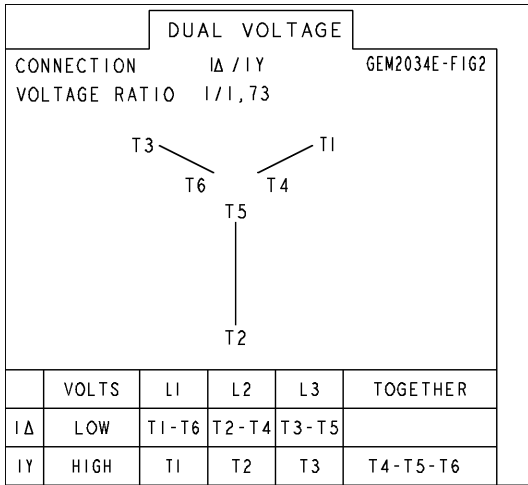 DUAL VOLTAGE
CONNECTION 1Δ/1Y GEM2034E-FIG2
VOLTAGE RATIO 1/1,73
T3 T1
T6 T4
T5
T2
VOLTS L1 L2 L3 TOGETHER
1Δ LOW T1-T6 T2-T4 T3-T5
1Y HIGH T1 T2 T3 T4-T5-T6